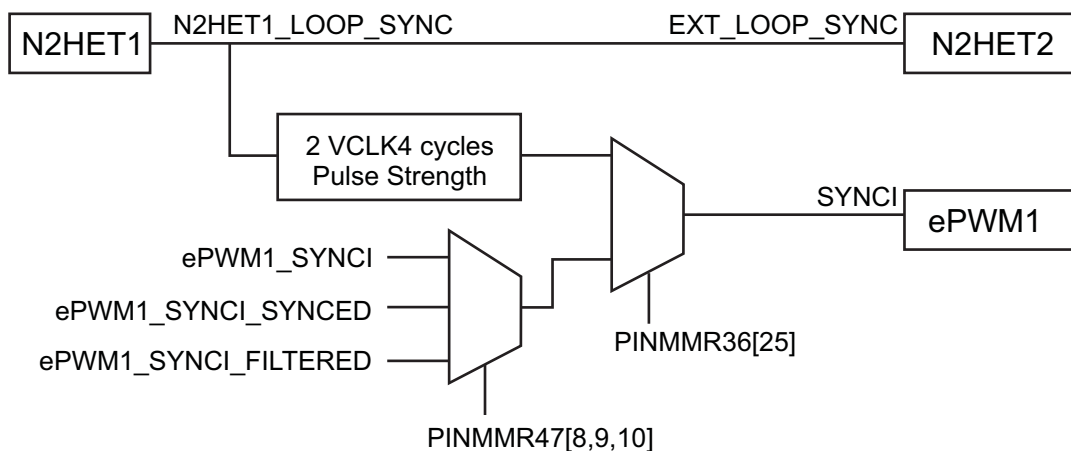 N2HET1
N2HET1_LOOP_SYNC
EXT_LOOP_SYNC
N2HET2
2 VCLK4 cycles
Pulse Strength
SYNCI
ePWM1
ePWM1_SYNCI
ePWM1_SYNCI_SYNCED
ePWM1_SYNCI_FILTERED
PINMMR36[25]
PINMMR47[8,9,10]